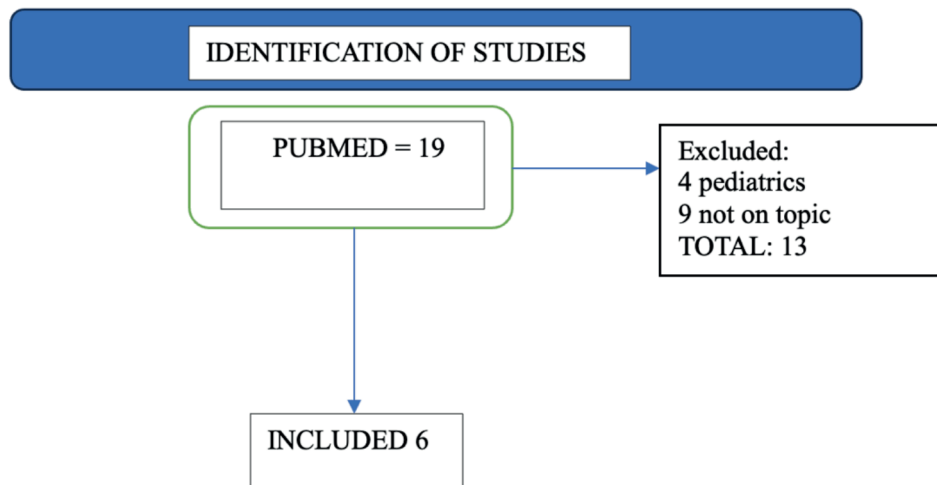 IDENTIFICATION OF STUDIES
PUBMED = 19
Excluded:
4 pediatrics
9 not on topic
TOTAL: 13
INCLUDED 6